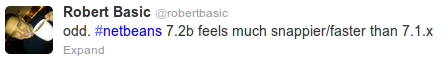 Robert Basic @robertbasic
odd. #netbeans 7.2b feels much snappier/faster than 7.1.x
Expand